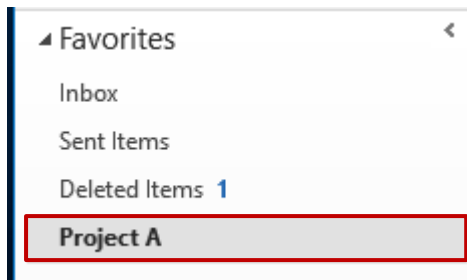 Favorites
Inbox
Sent Items
Deleted Items 1
Project A